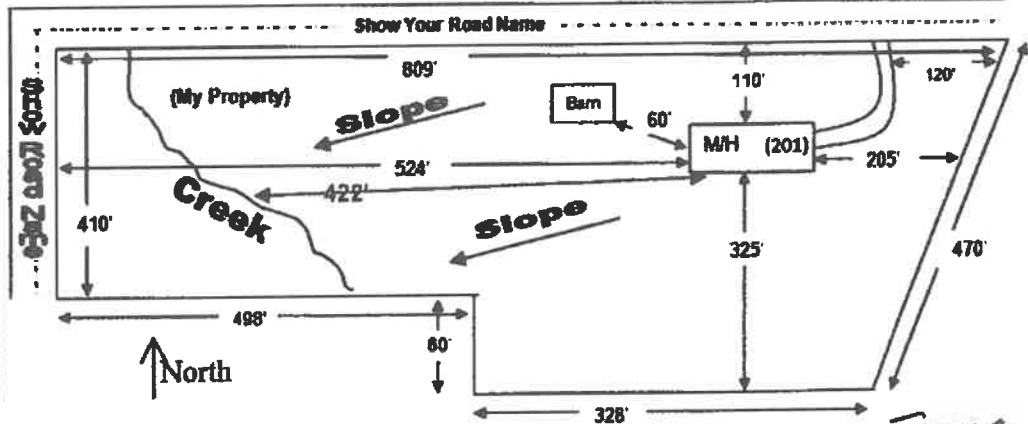 Show Your Road Name
Show Road Name
809'
110'
120'
{My Property}
Slope
Barn
60'
M/H (201)
524'
205'
422'
Creek
410'
Slope
325'
470'
498'
80'
North
328'